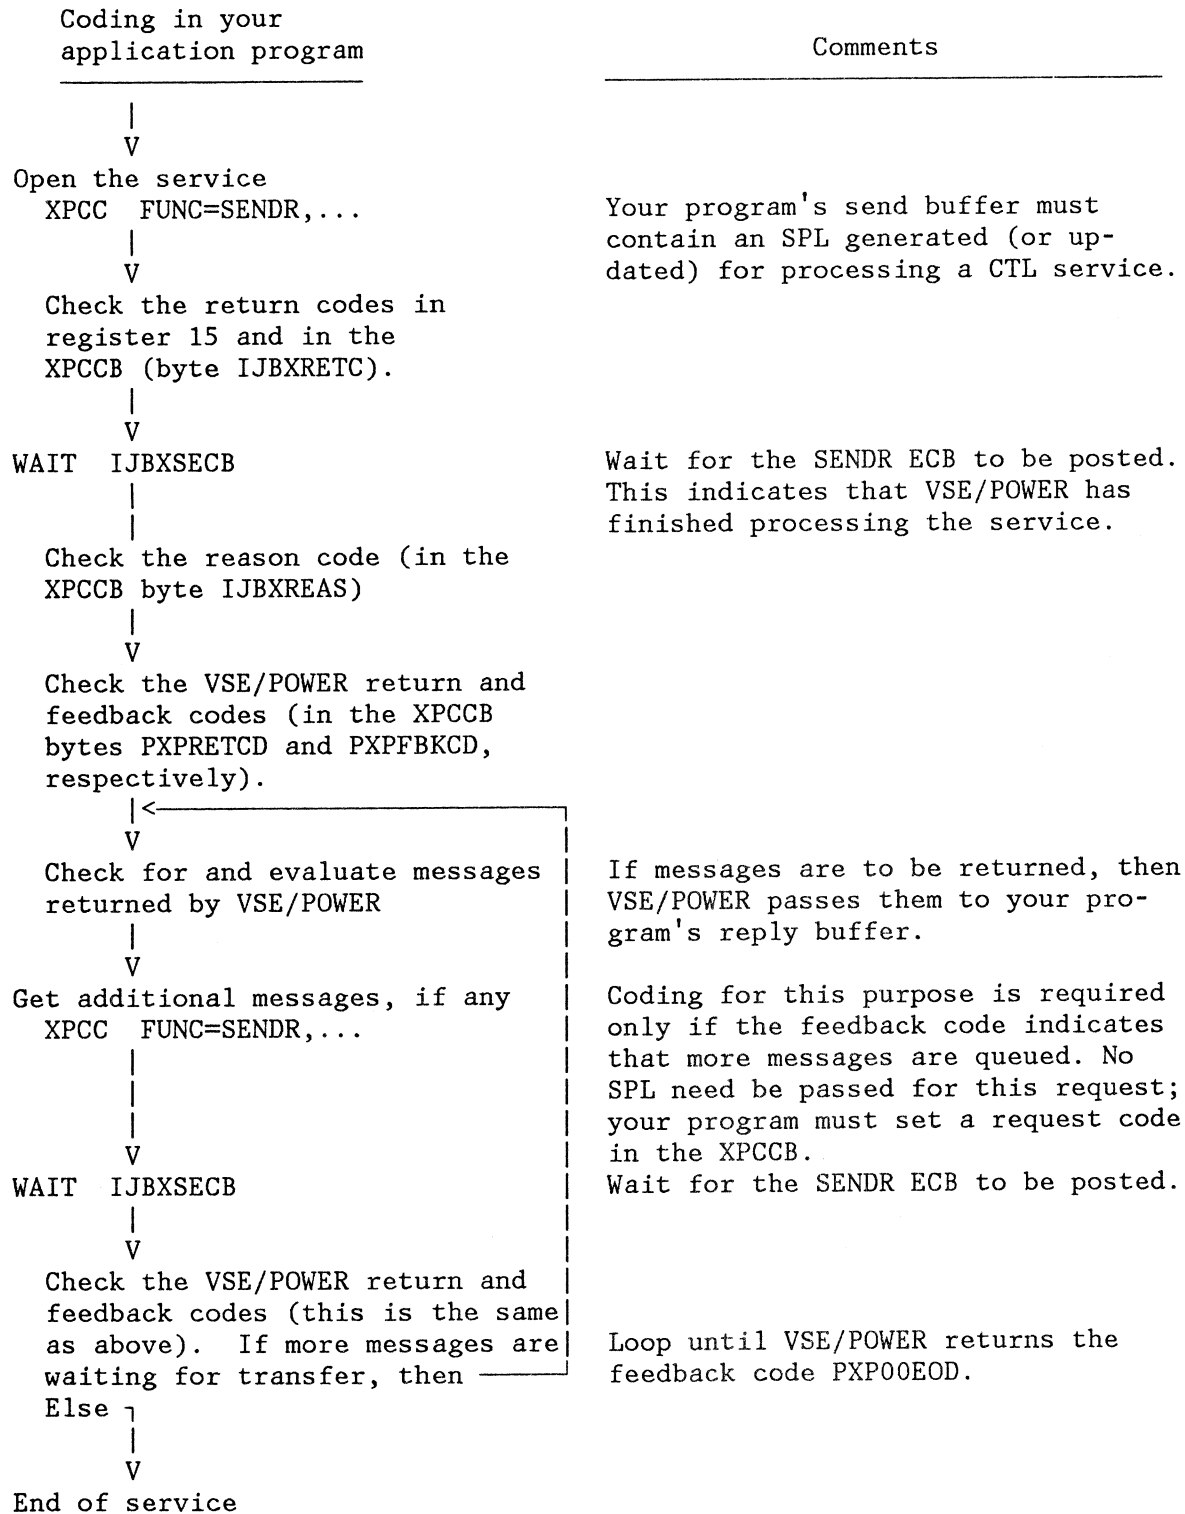 Coding in your
application program
Comments
|
V
Open the service
XPCC FUNC=SENDR,...
Your program's send buffer must
contain an SPL generated (or up-
dated) for processing a CTL service.
|
V
Check the return codes in
register 15 and in the
XPCCB (byte IJBXRETC).
|
V
WAIT IJBXSECB
Wait for the SENDR ECB to be posted.
This indicates that VSE/POWER has
finished processing the service.
|
|
Check the reason code (in the
XPCCB byte IJBXREAS)
|
V
Check the VSE/POWER return and
feedback codes (in the XPCCB
bytes PXPRETCD and PXPFBKCD,
respectively).
|<
V
Check for and evaluate messages
returned by VSE/POWER
If messages are to be returned, then
VSE/POWER passes them to your pro-
gram's reply buffer.
|
V
Get additional messages, if any
XPCC FUNC=SENDR,...
Coding for this purpose is required
only if the feedback code indicates
that more messages are queued. No
SPL need be passed for this request;
your program must set a request code
in the XPCCB.
|
|
|
V
WAIT IJBXSECB
Wait for the SENDR ECB to be posted.
|
V
Check the VSE/POWER return and
feedback codes (this is the same
as above). If more messages are
waiting for transfer, then
Loop until VSE/POWER returns the
feedback code PXP00EOD.
Else
|
V
End of service